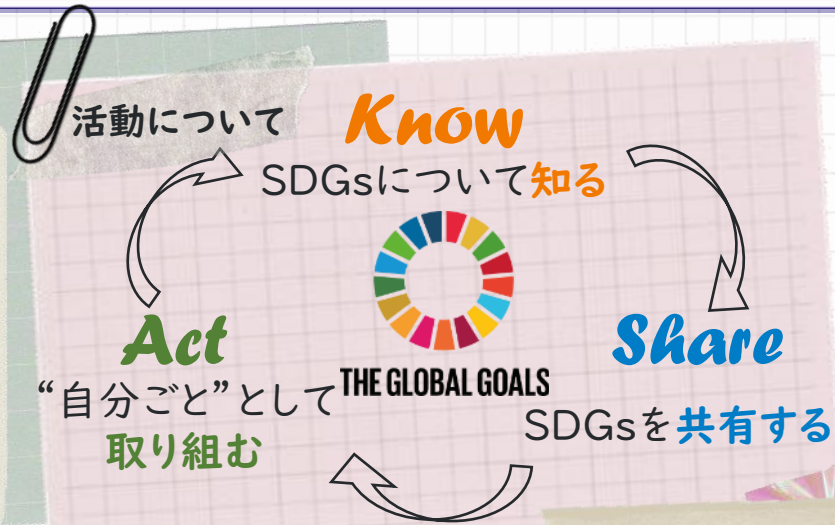 活動について
Know
SDGsについて知る
Share
SDGsを共有する
Act
“自分ごと”として
取り組む
THE GLOBAL GOALS